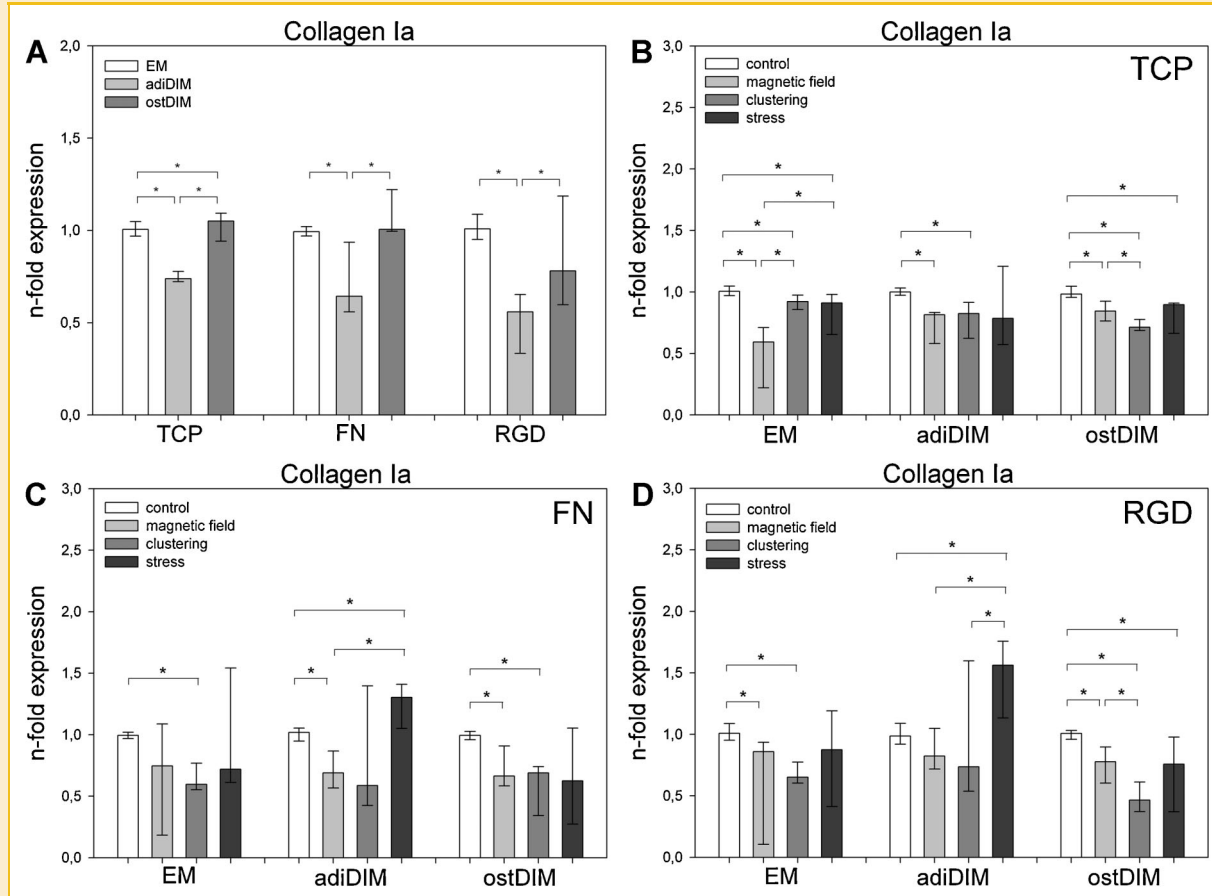 A
Collagen Ia
2,0
1,5
1,0
0,5
0,0
n-fold expression
EM
adiDIM
ostDIM
*
* *
* *
* *
TCP FN RGD
B
Collagen Ia
TCP
3,0
2,5
2,0
1,5
1,0
0,5
0,0
n-fold expression
control
magnetic field
clustering
stress
*
*
*
* *
*
*
*
*
* *
EM adiDIM ostDIM
C
Collagen Ia
FN
3,0
2,5
2,0
1,5
1,0
0,5
0,0
n-fold expression
control
magnetic field
clustering
stress
*
*
*
*
*
*
EM adiDIM ostDIM
D
Collagen Ia
RGD
3,0
2,5
2,0
1,5
1,0
0,5
0,0
n-fold expression
control
magnetic field
clustering
stress
*
*
*
*
*
*
*
* *
EM adiDIM ostDIM